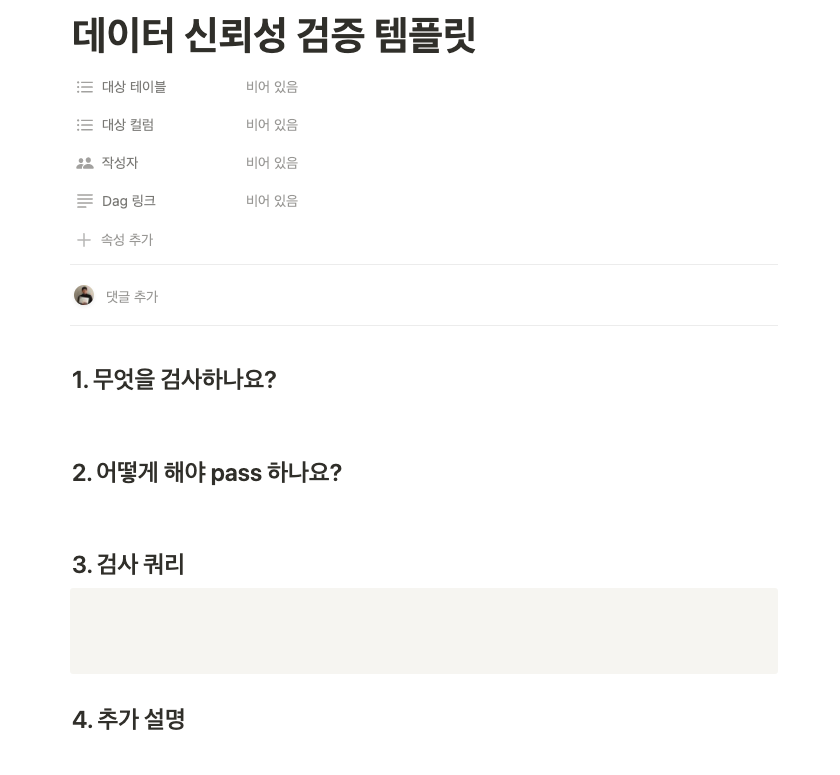 데이터 신뢰성 검증 템플릿
대상 테이블 비어 있음
대상 컬럼 비어 있음
작성자 비어 있음
Dag 링크 비어 있음
속성 추가
댓글 추가
1. 무엇을 검사하나요?
2. 어떻게 해야 pass 하나요?
3. 검사 쿼리
4. 추가 설명